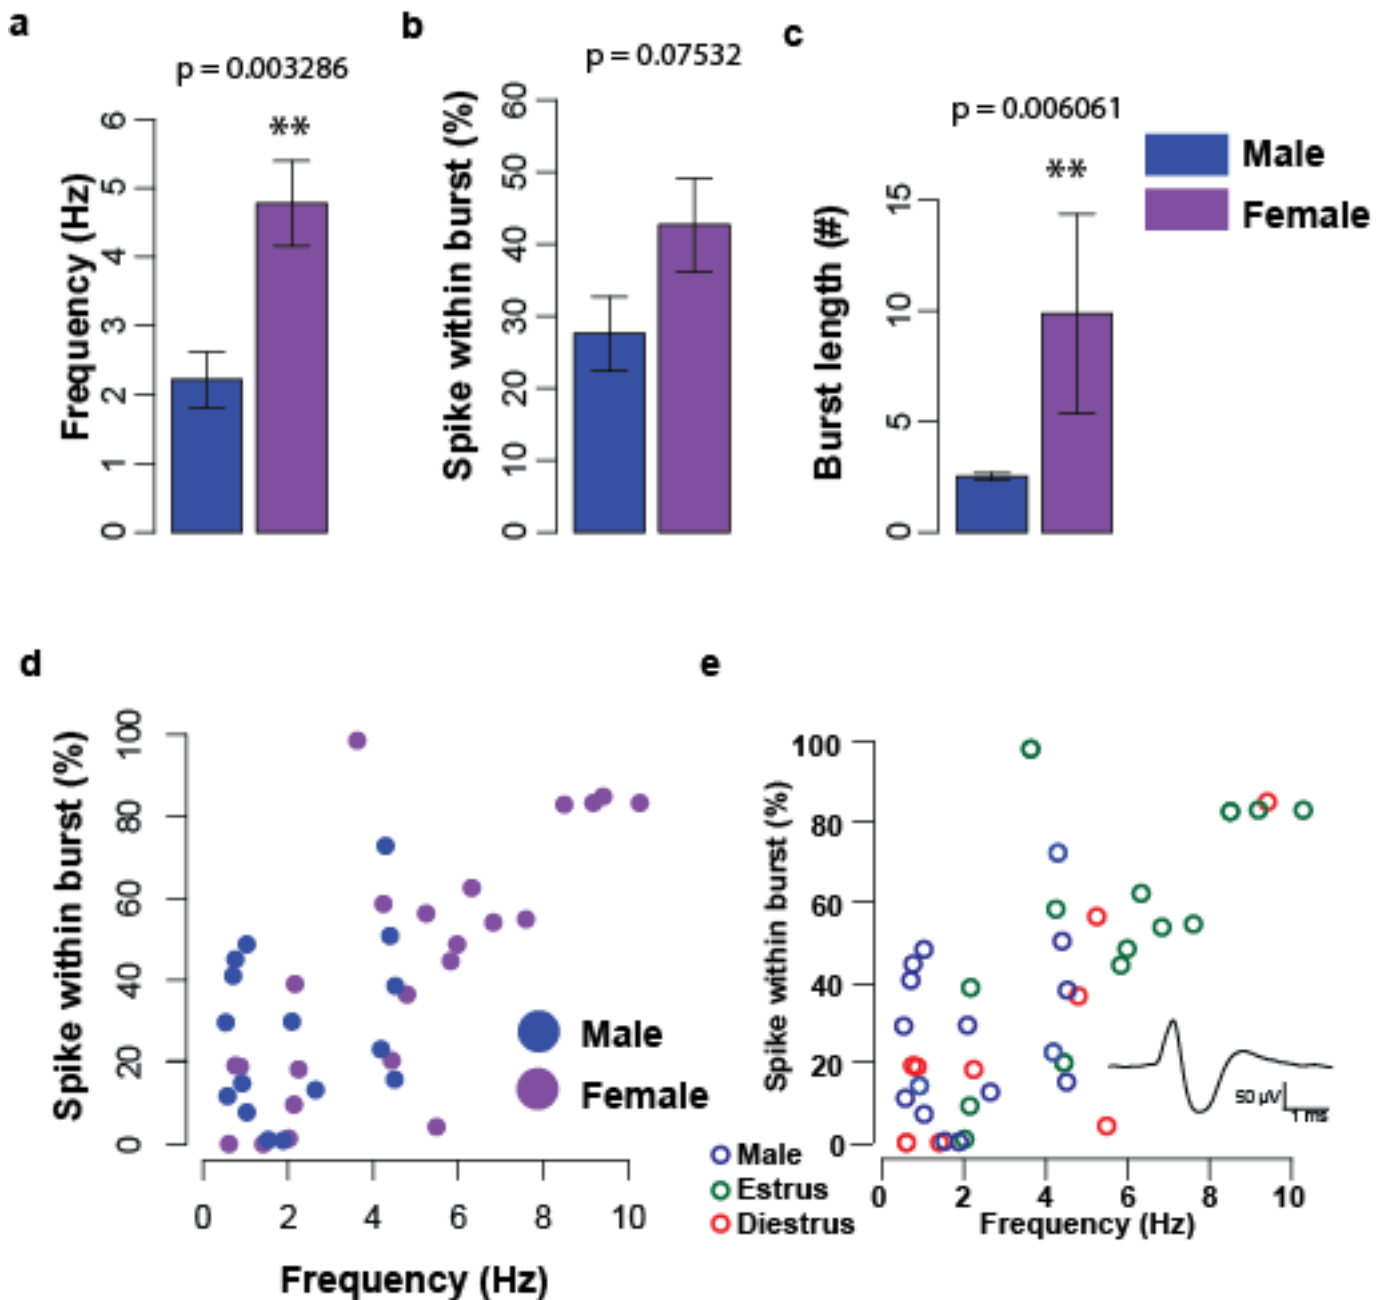 a
p = 0.003286
**
Frequency (Hz)
0 1 2 3 4 5 6
b
p = 0.07532
Spike within burst (%)
0 10 20 30 40 50 60
c
p = 0.006061
**
Burst length (#)
0 5 10 15
Male
Female
d
Spike within burst (%)
0 20 40 60 80 100
0 2 4 6 8 10
Frequency (Hz)
Male
Female
e
Spike within burst (%)
100
80
60
40
20
0
50 µV
1 ms
0 2 4 6 8 10
Frequency (Hz)
Male
Estrus
Diestrus